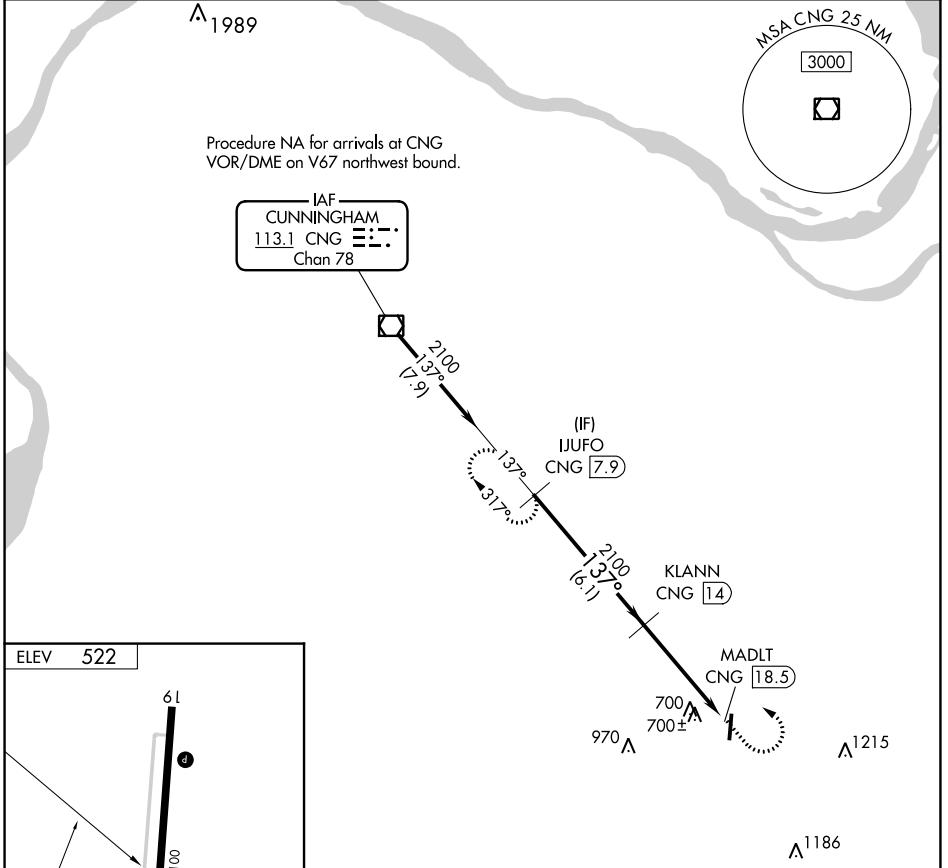 1989
MSA CNG 25 NM
3000
Procedure NA for arrivals at CNG
VOR/DME on V67 northwest bound.
IAF
CUNNINGHAM
113.1 CNG
Chan 78
2100
137°
(7.9)
(IF)
IJUFO
CNG 7.9
137°
317°
2100
137°
(6.1)
KLANN
CNG 14
MADLT
CNG 18.5
700
700±
970
1215
1186
ELEV 522
19
P